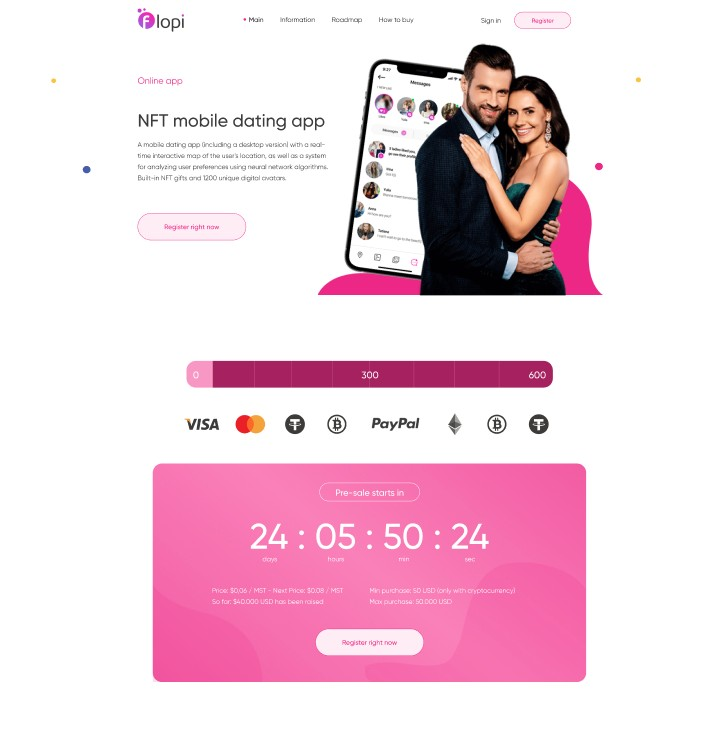 Flopi
Main Information Roadmap How to buy
Sign in
Register
Online app
NFT mobile dating app
A mobile dating app (including a desktop version) with a real-
time interactive map of the user's location, as well as a system
for analyzing user preferences using neural network algorithms.
Built-in NFT gifts and 1200 unique digital avatars.
Register right now
9:27
Messages
Messages
0
300
600
VISA
PayPal
Pre-sale starts in
24 : 05 : 50 : 24
days hours min sec
Price: $0.06 / MST - Next Price: $0.08 / MST
So far: $40.000 USD has been raised
Min purchase: 50 USD (only with cryptocurrency)
Max purchase: 50.000 USD
Register right now